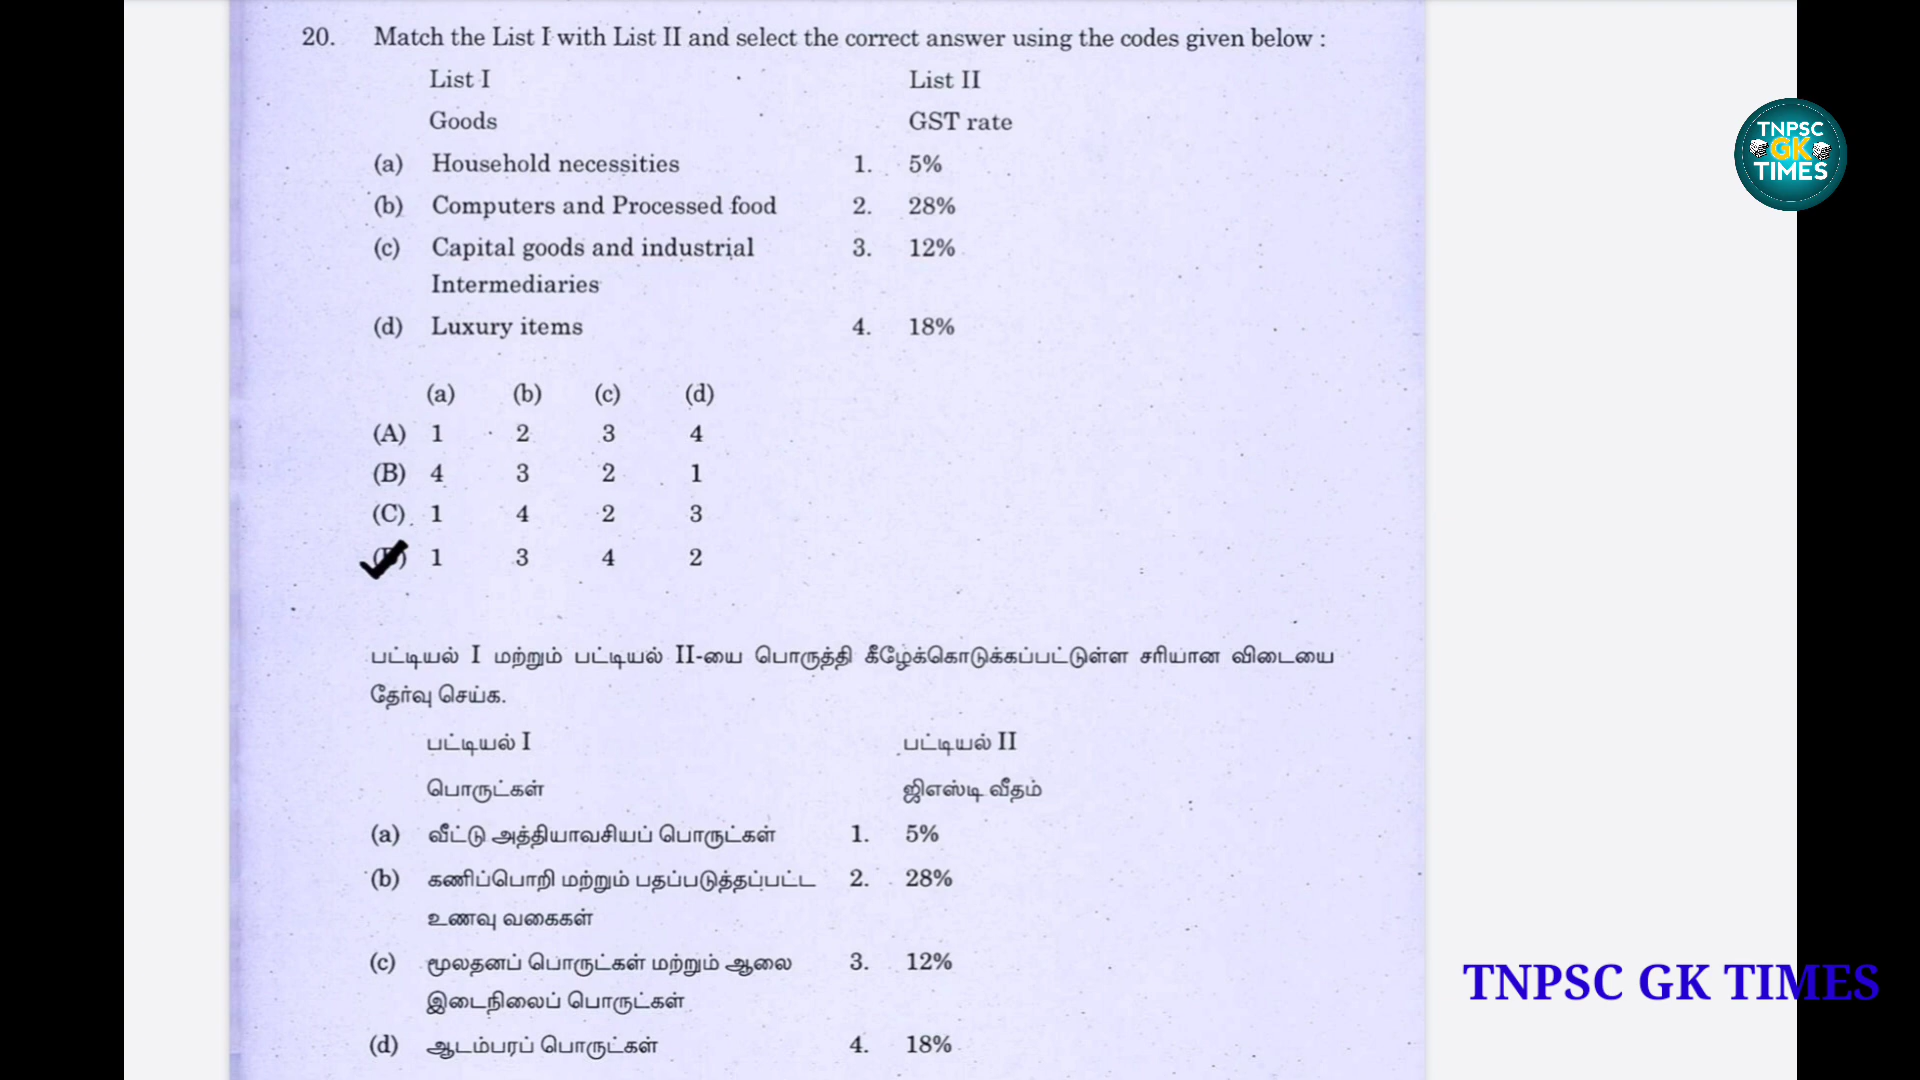 20. Match the List I with List II and select the correct answer using the codes given below :
List I List II
Goods GST rate
(a) Household necessities 1. 5%
(b) Computers and Processed food 2. 28%
(c) Capital goods and industrial 3. 12%
Intermediaries
(d) Luxury items 4. 18%
(a) (b) (c) (d)
(A) 1 2 3 4
(B) 4 3 2 1
(C) 1 4 2 3
1 3 4 2
பட்டியல் I மற்றும் பட்டியல் II-யை பொருத்தி கீழேக்கொடுக்கப்பட்டுள்ள சரியான விடையை
தேர்வு செய்க.
பட்டியல் I பட்டியல் II
பொருட்கள் ஜிஎஸ்டி வீதம்
(a) வீட்டு அத்தியாவசியப் பொருட்கள் 1. 5%
(b) கணிப்பொறி மற்றும் பதப்படுத்தப்பட்ட 2. 28%
உணவு வகைகள்
(c) மூலதனப் பொருட்கள் மற்றும் ஆலை 3. 12%
இடைநிலைப் பொருட்கள்
(d) ஆடம்பரப் பொருட்கள் 4. 18%
TNPSC
GK
TIMES
TNPSC GK TIMES